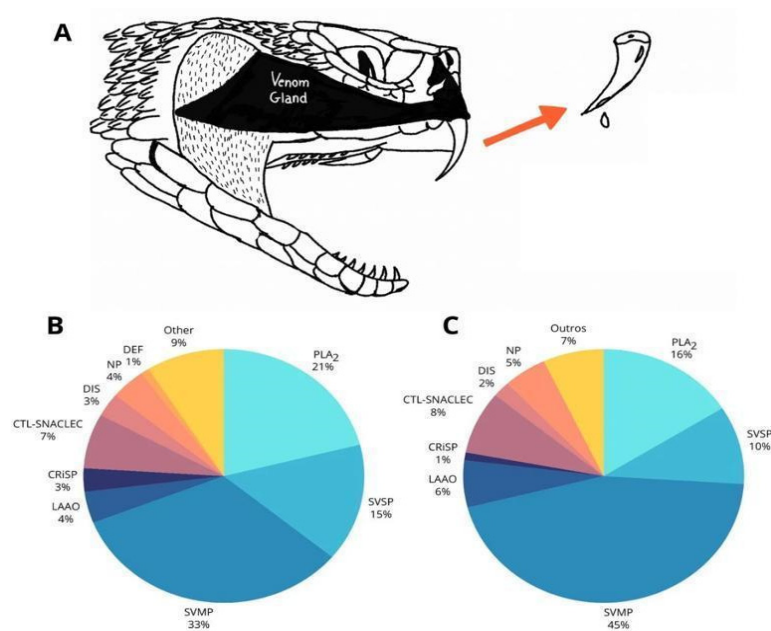 A
Venom
Gland
B
Other
9%
DEF
1%
NP
4%
DIS
3%
CTL-SNACLEC
7%
CRiSP
3%
LAAO
4%
SVMP
33%
SVSP
15%
PLA2
21%
C
Outros
7%
NP
5%
DIS
2%
CTL-SNACLEC
8%
CRiSP
1%
LAAO
6%
SVMP
45%
SVSP
10%
PLA2
16%